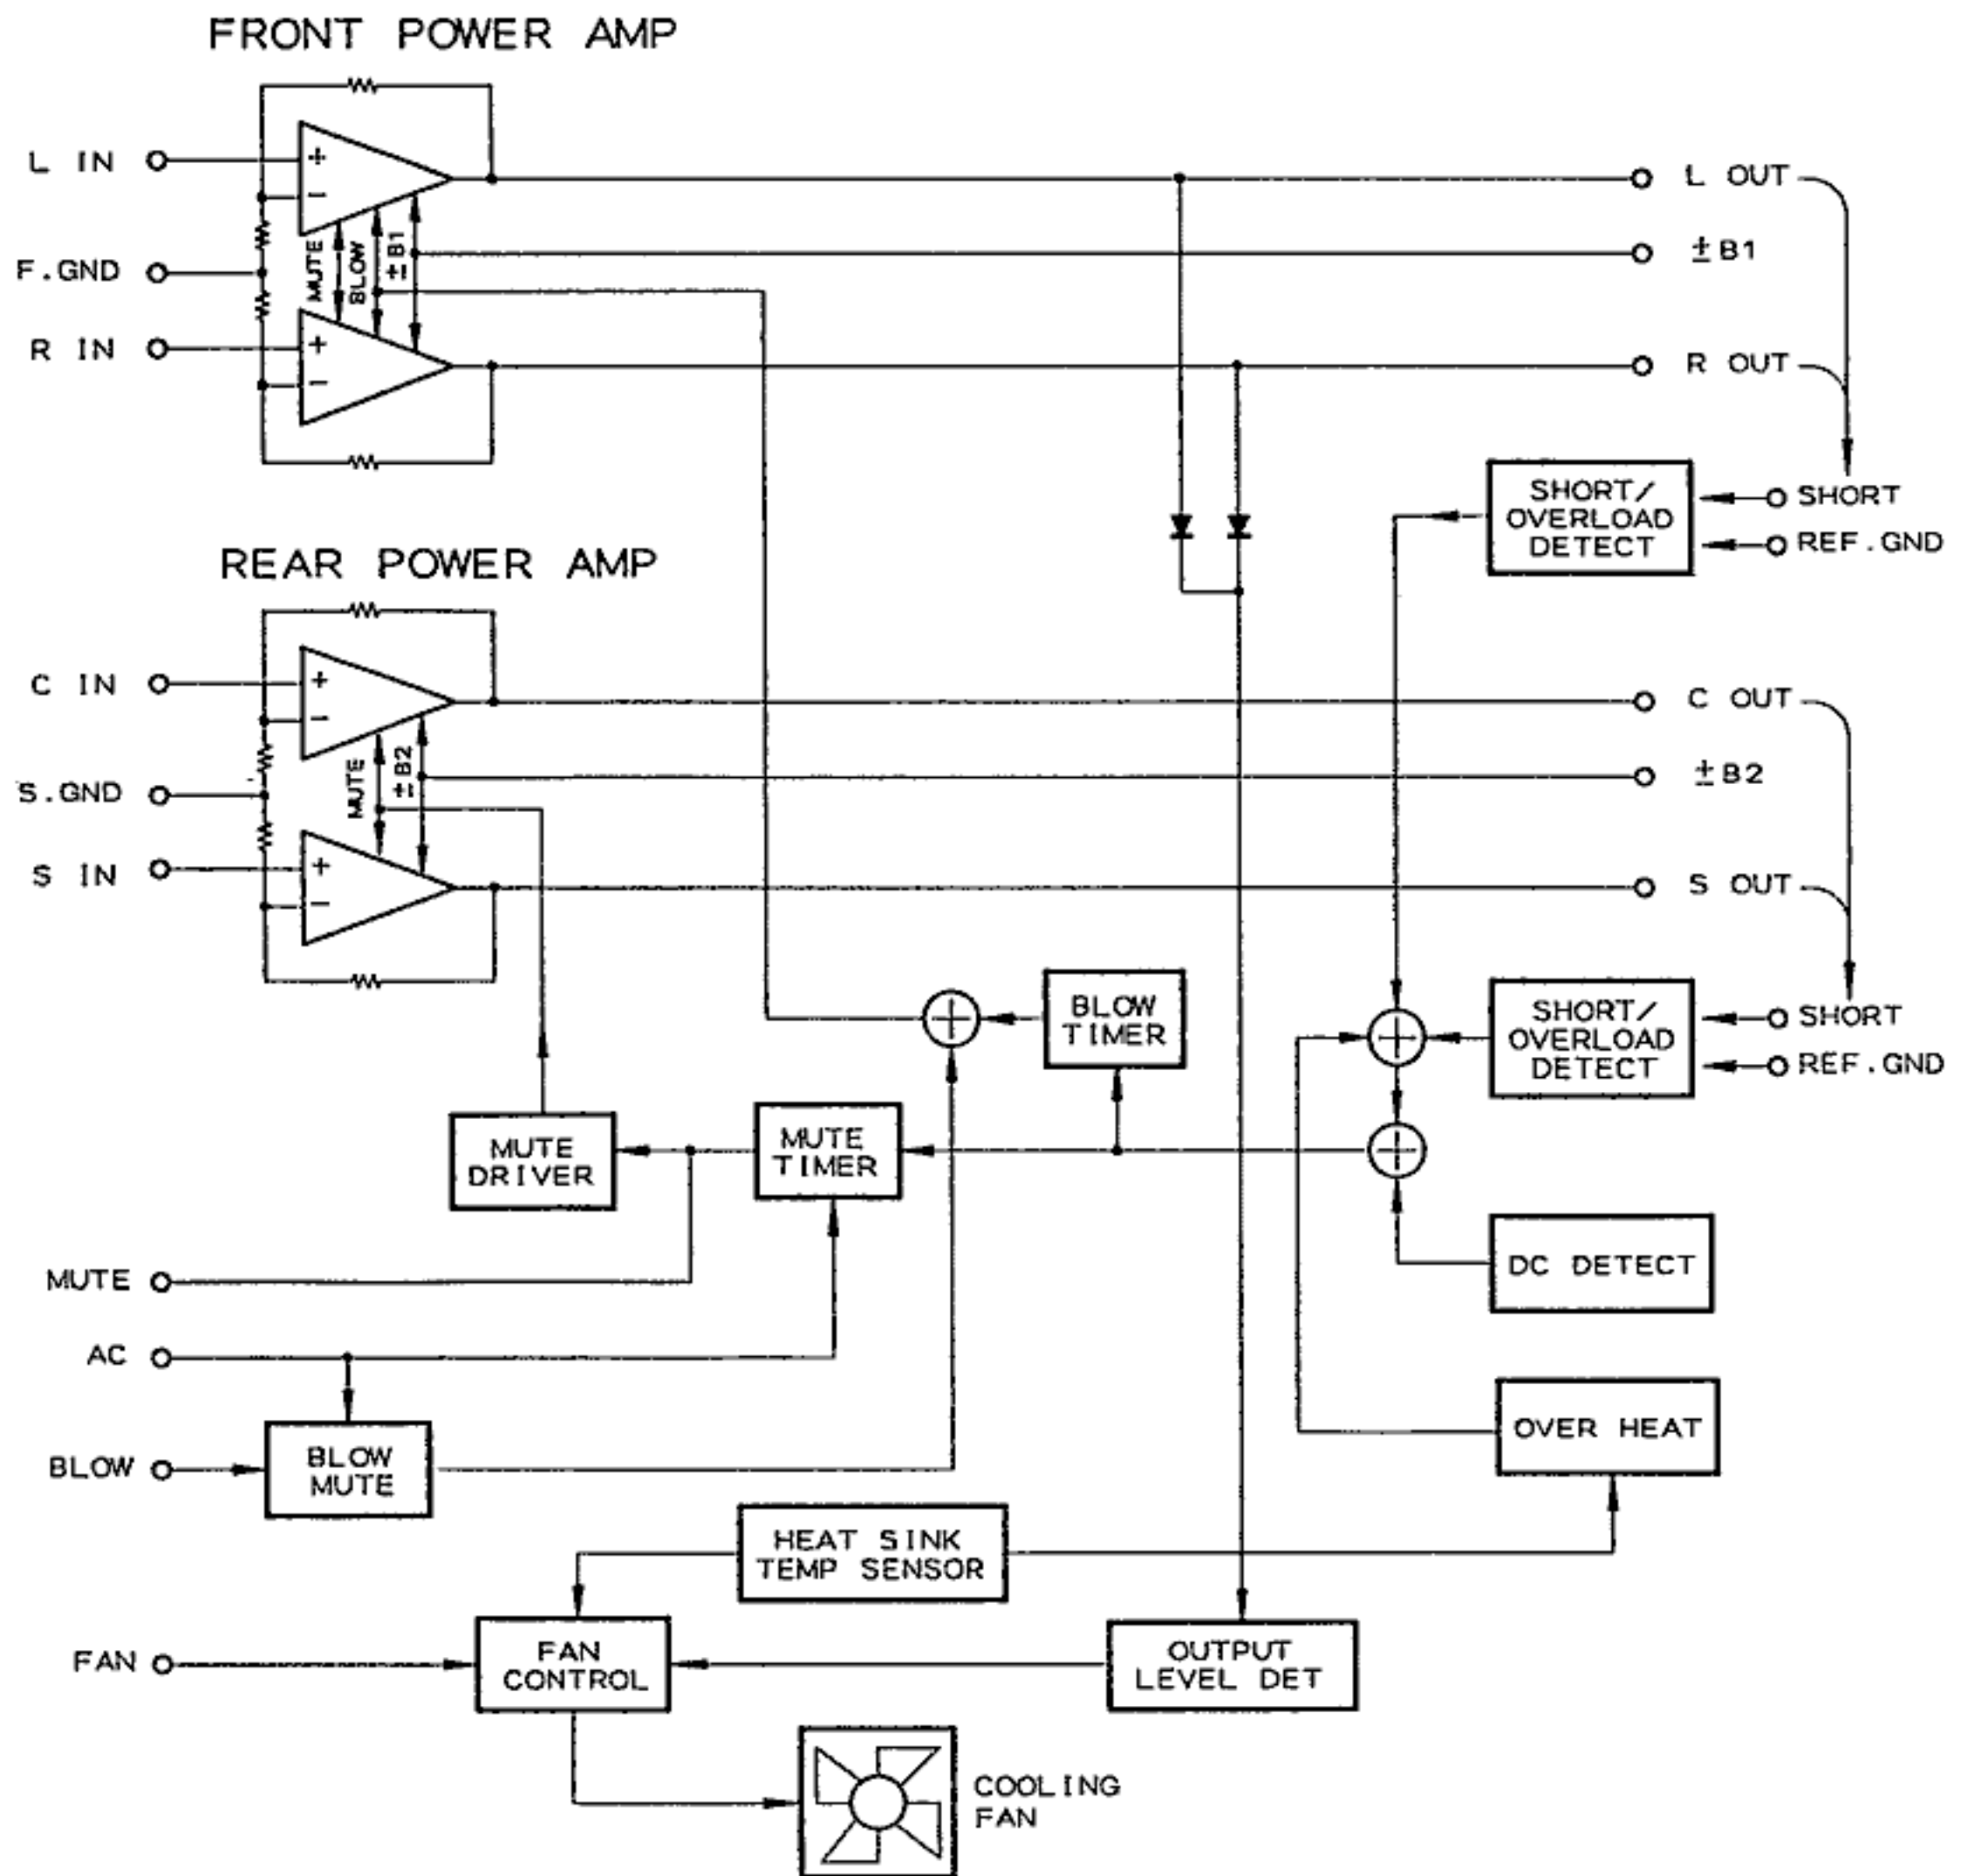 FRONT POWER AMP
L IN
+
−
L OUT
F.GND
MUTE
BLOW
±B1
±B1
R IN
+
−
R OUT
SHORT/
OVERLOAD
DETECT
SHORT
REF.GND
REAR POWER AMP
C IN
+
−
C OUT
S.GND
MUTE
±B2
±B2
S IN
+
−
S OUT
BLOW
TIMER
SHORT/
OVERLOAD
DETECT
SHORT
REF.GND
MUTE
DRIVER
MUTE
TIMER
DC DETECT
MUTE
AC
OVER HEAT
BLOW
BLOW
MUTE
HEAT SINK
TEMP SENSOR
FAN
FAN
CONTROL
OUTPUT
LEVEL DET
COOLING
FAN